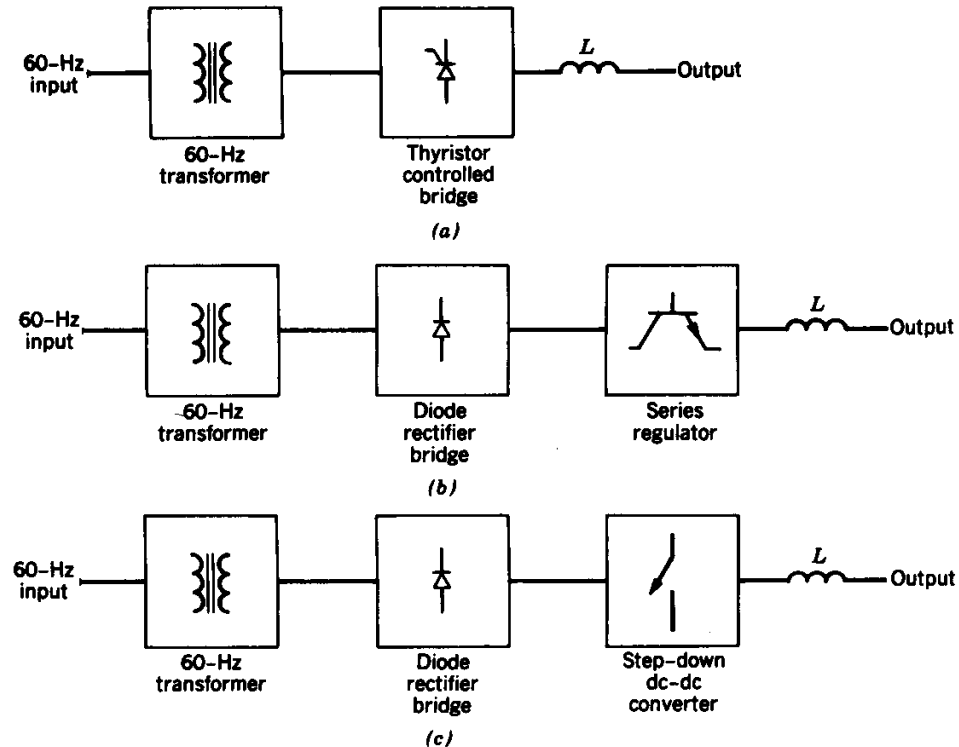 L
60-Hz
input
Output
60-Hz
transformer
Thyristor
controlled
bridge
(a)
L
60-Hz
input
Output
60-Hz
transformer
Diode
rectifier
bridge
Series
regulator
(b)
L
60-Hz
input
Output
60-Hz
transformer
Diode
rectifier
bridge
Step-down
dc-dc
converter
(c)